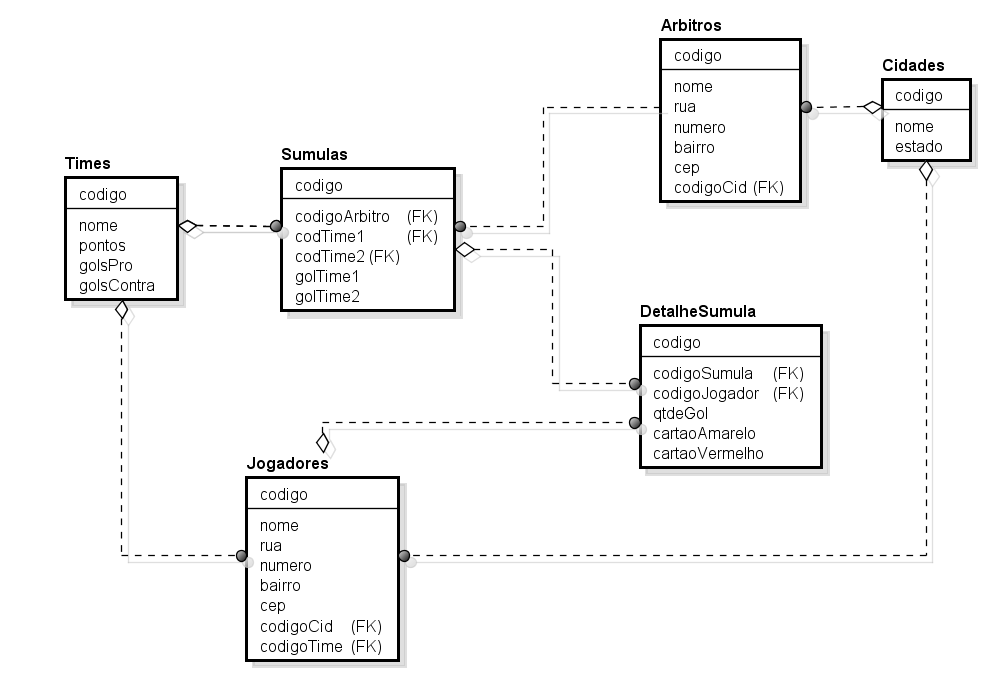 Arbitros
codigo
nome
rua
numero
bairro
cep
codigoCid (FK)
Cidades
codigo
nome
estado
Times
codigo
nome
pontos
golsPro
golsContra
Sumulas
codigo
codigoArbitro (FK)
codTime1 (FK)
codTime2 (FK)
golTime1
golTime2
DetalheSumula
codigo
codigoSumula (FK)
codigoJogador (FK)
qtdeGol
cartaoAmarelo
cartaoVermelho
Jogadores
codigo
nome
rua
numero
bairro
cep
codigoCid (FK)
codigoTime (FK)